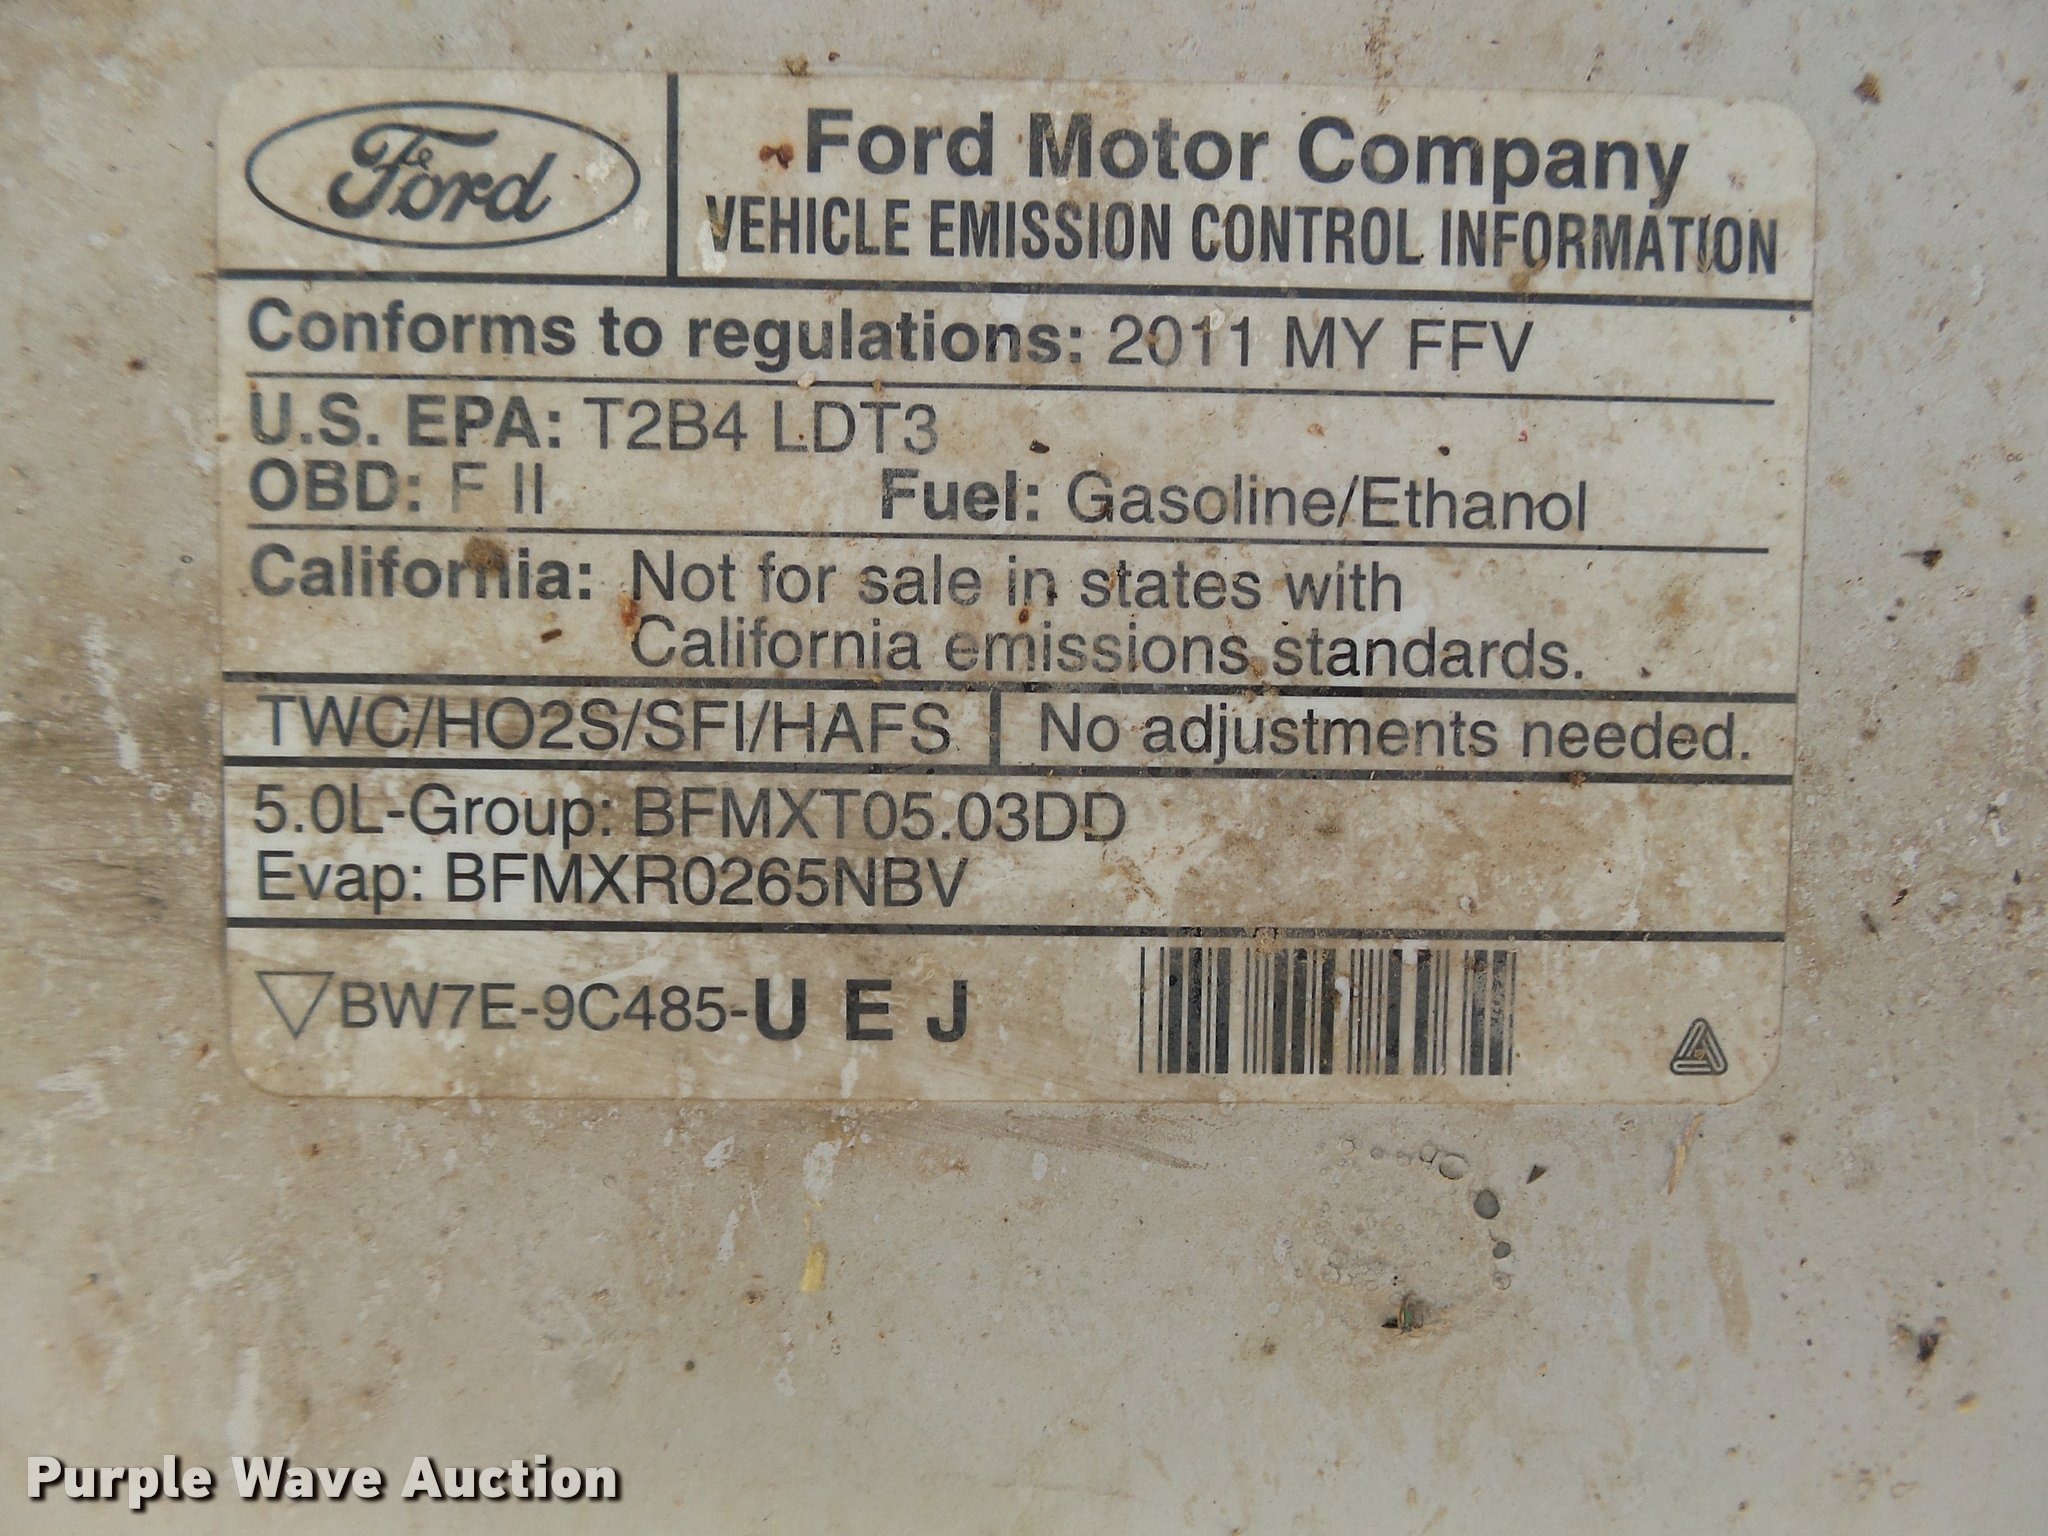 Ford
Ford Motor Company
VEHICLE EMISSION CONTROL INFORMATION
Conforms to regulations: 2011 MY FFV
U.S. EPA: T2B4 LDT3
OBD: F II Fuel: Gasoline/Ethanol
California: Not for sale in states with
California emissions standards.
TWC/HO2S/SFI/HAFS No adjustments needed.
5.0L-Group: BFMXT05.03DD
Evap: BFMXR0265NBV
BW7E-9C485-U E J
Purple Wave Auction